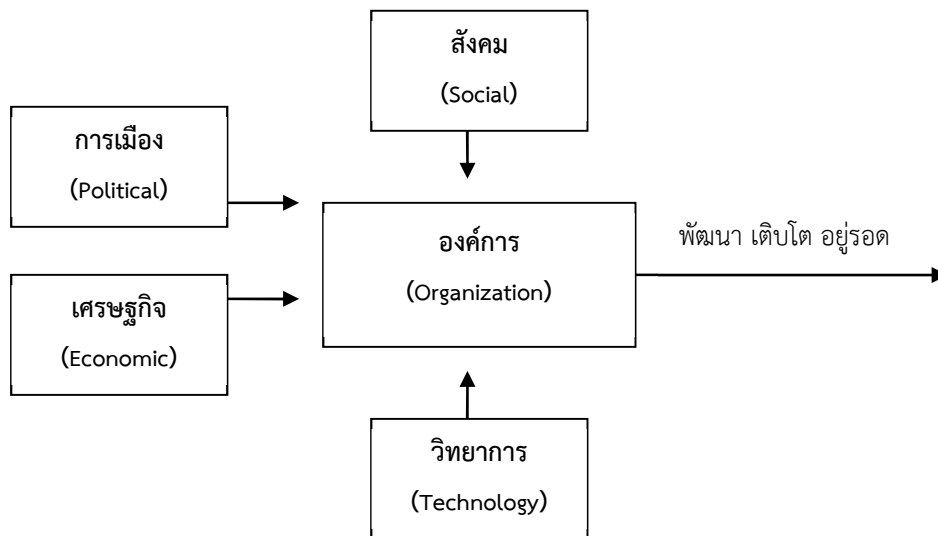 สังคม
(Social)
การเมือง
(Political)
องค์การ
(Organization)
พัฒนา เติบโต อยู่รอด
เศรษฐกิจ
(Economic)
วิทยาการ
(Technology)